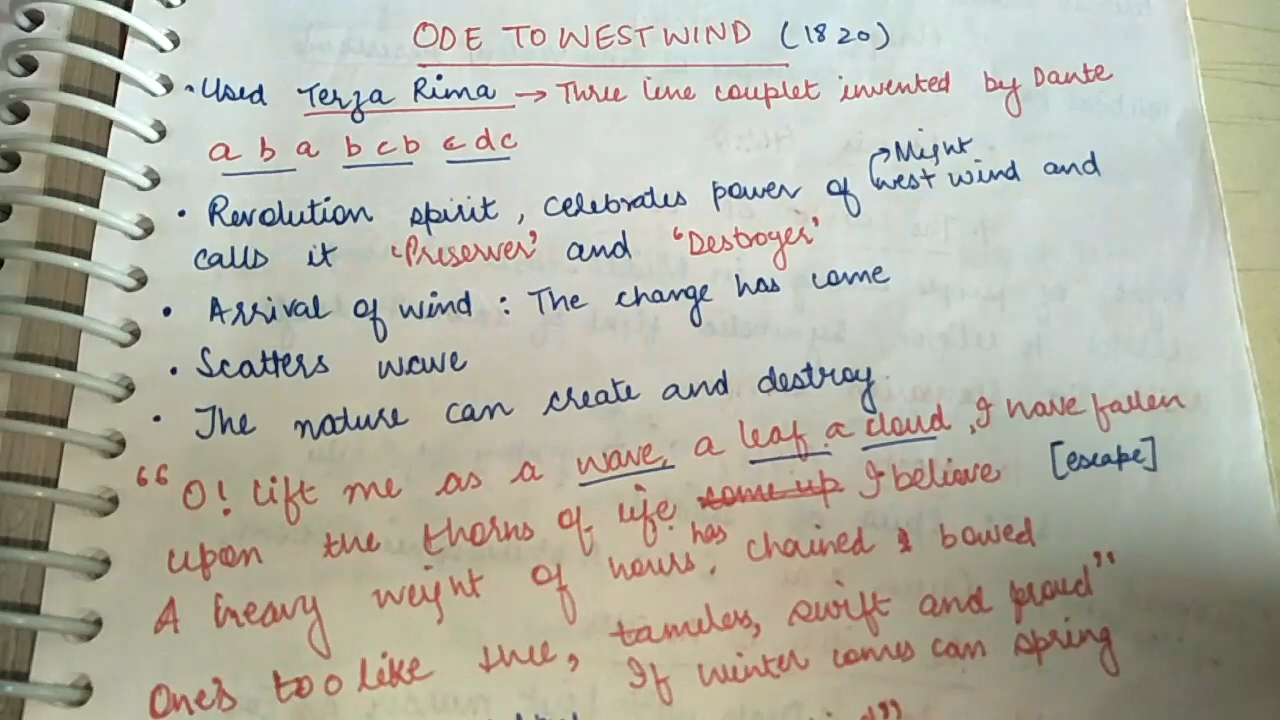 ODE TO WEST WIND (1820)
• Used Terza Rima → Three line couplet invented by Dante
a b a b c b c d c
→ Might
• Revolution spirit, celebrates power of west wind and
calls it 'Preserver' and 'Destroyer'
• Arrival of wind : The change has come
• Scatters wave
• The nature can create and destroy.
"O! Lift me as a wave, a leaf a cloud, I have fallen
upon the thorns of life. I believe [escape]
A heavy weight of hours, has chained & bowed
One's too like thee, tameless, swift and proud"
If winter comes can spring